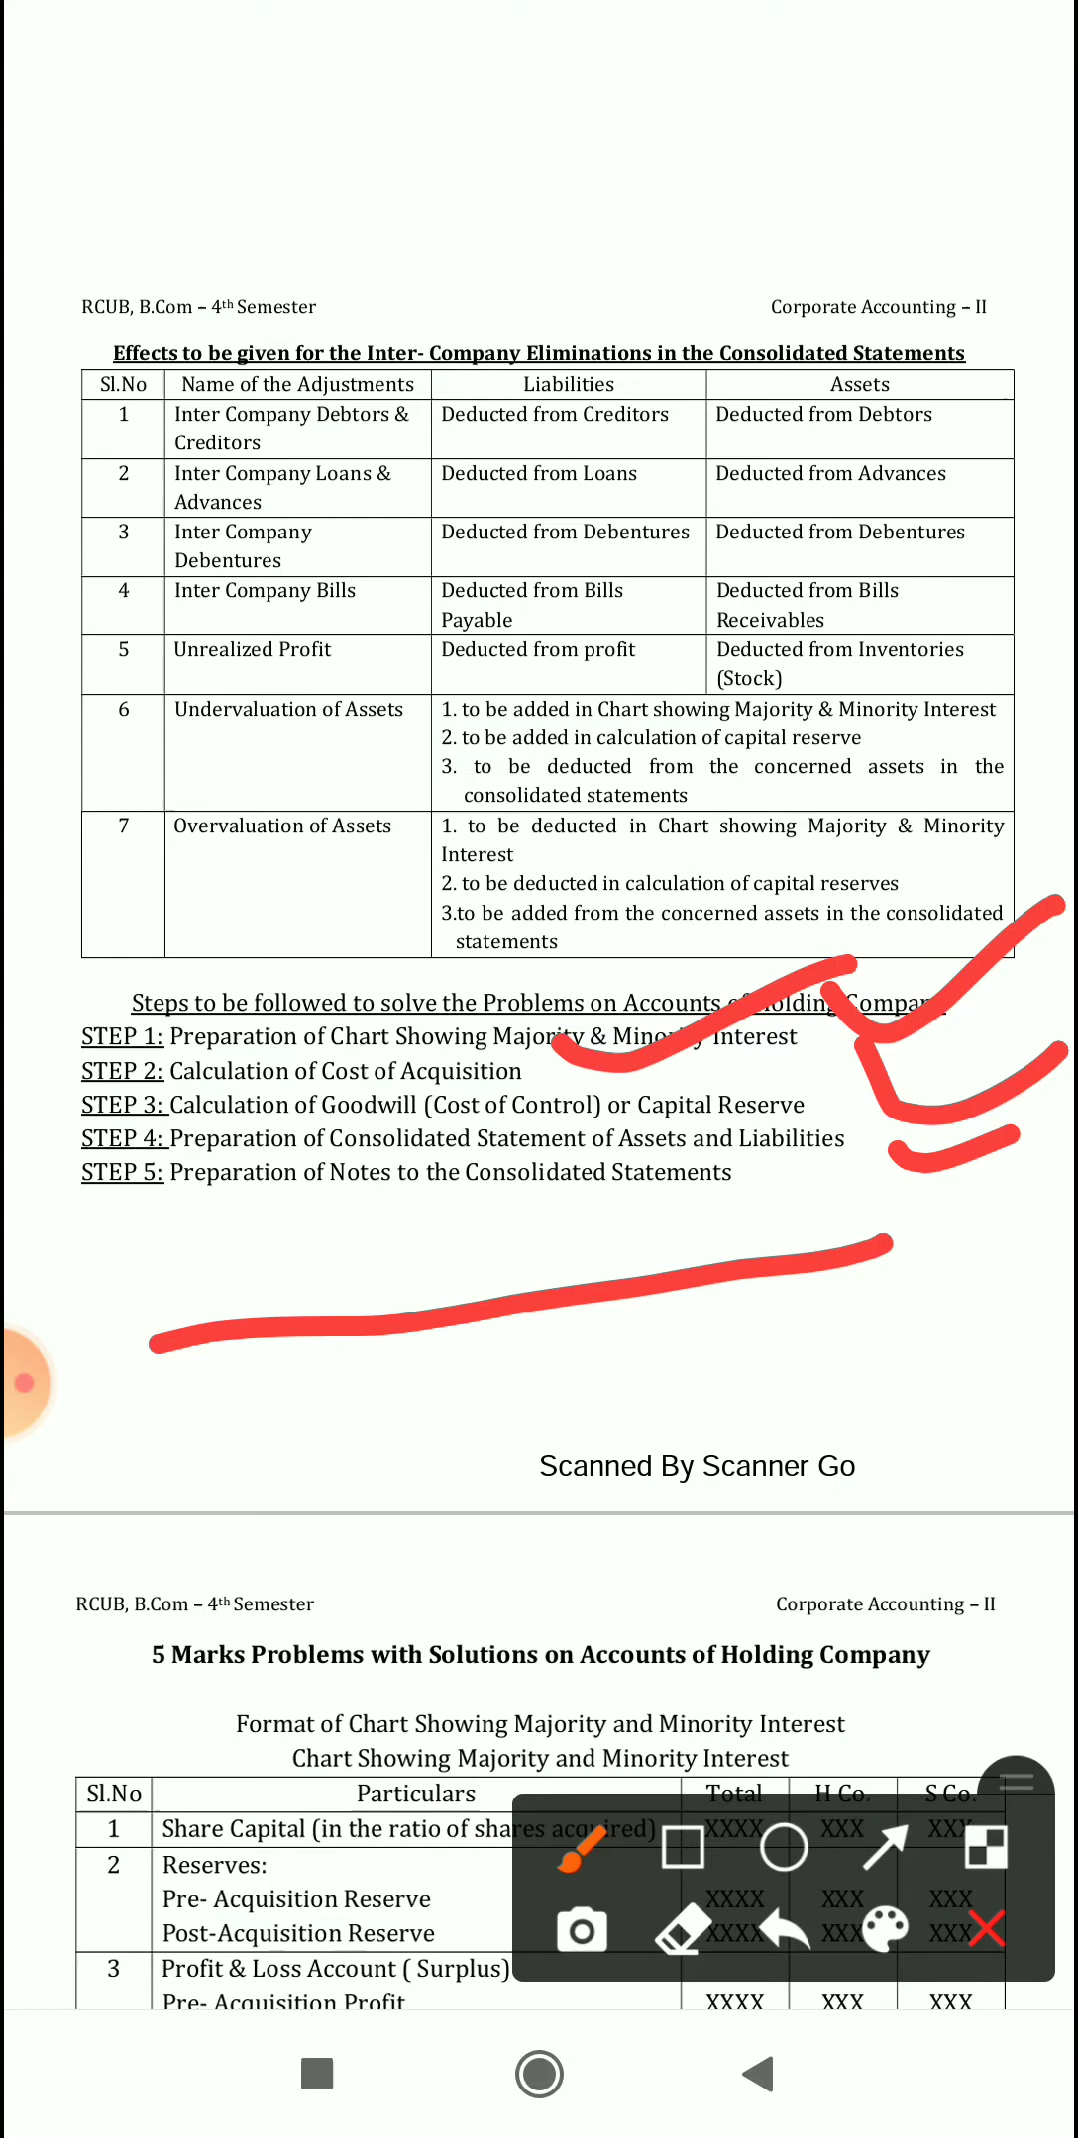 RCUB, B.Com – 4th Semester Corporate Accounting – II
Effects to be given for the Inter- Company Eliminations in the Consolidated Statements
Sl.No Name of the Adjustments Liabilities Assets
1 Inter Company Debtors & Deducted from Creditors Deducted from Debtors
Creditors
2 Inter Company Loans & Deducted from Loans Deducted from Advances
Advances
3 Inter Company Deducted from Debentures Deducted from Debentures
Debentures
4 Inter Company Bills Deducted from Bills Deducted from Bills
Payable Receivables
5 Unrealized Profit Deducted from profit Deducted from Inventories
(Stock)
6 Undervaluation of Assets 1. to be added in Chart showing Majority & Minority Interest
2. to be added in calculation of capital reserve
3. to be deducted from the concerned assets in the
consolidated statements
7 Overvaluation of Assets 1. to be deducted in Chart showing Majority & Minority
Interest
2. to be deducted in calculation of capital reserves
3.to be added from the concerned assets in the consolidated
statements
Steps to be followed to solve the Problems on Accounts of Holding Company
STEP 1: Preparation of Chart Showing Majority & Minority Interest
STEP 2: Calculation of Cost of Acquisition
STEP 3: Calculation of Goodwill (Cost of Control) or Capital Reserve
STEP 4: Preparation of Consolidated Statement of Assets and Liabilities
STEP 5: Preparation of Notes to the Consolidated Statements
Scanned By Scanner Go
RCUB, B.Com – 4th Semester Corporate Accounting – II
5 Marks Problems with Solutions on Accounts of Holding Company
Format of Chart Showing Majority and Minority Interest
Chart Showing Majority and Minority Interest
Sl.No Particulars Total H Co. S Co.
1 Share Capital (in the ratio of shares acquired) XXXX XXX XXX
2 Reserves:
Pre- Acquisition Reserve XXXX XXX XXX
Post-Acquisition Reserve XXXX XXX XXX
3 Profit & Loss Account ( Surplus)
Pre- Acquisition Profit XXXX XXX XXX